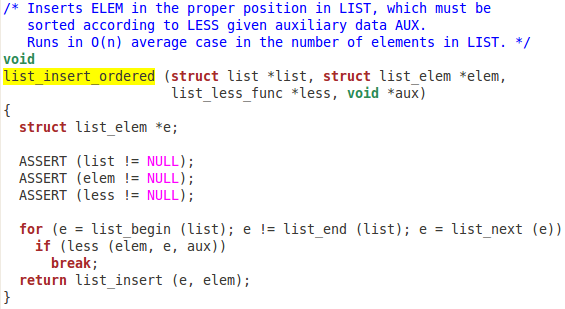 /* Inserts ELEM in the proper position in LIST, which must be
   sorted according to LESS given auxiliary data AUX.
   Runs in O(n) average case in the number of elements in LIST. */
void
list_insert_ordered (struct list *list, struct list_elem *elem,
                     list_less_func *less, void *aux)
{
  struct list_elem *e;

  ASSERT (list != NULL);
  ASSERT (elem != NULL);
  ASSERT (less != NULL);

  for (e = list_begin (list); e != list_end (list); e = list_next (e))
    if (less (elem, e, aux))
      break;
  return list_insert (e, elem);
}